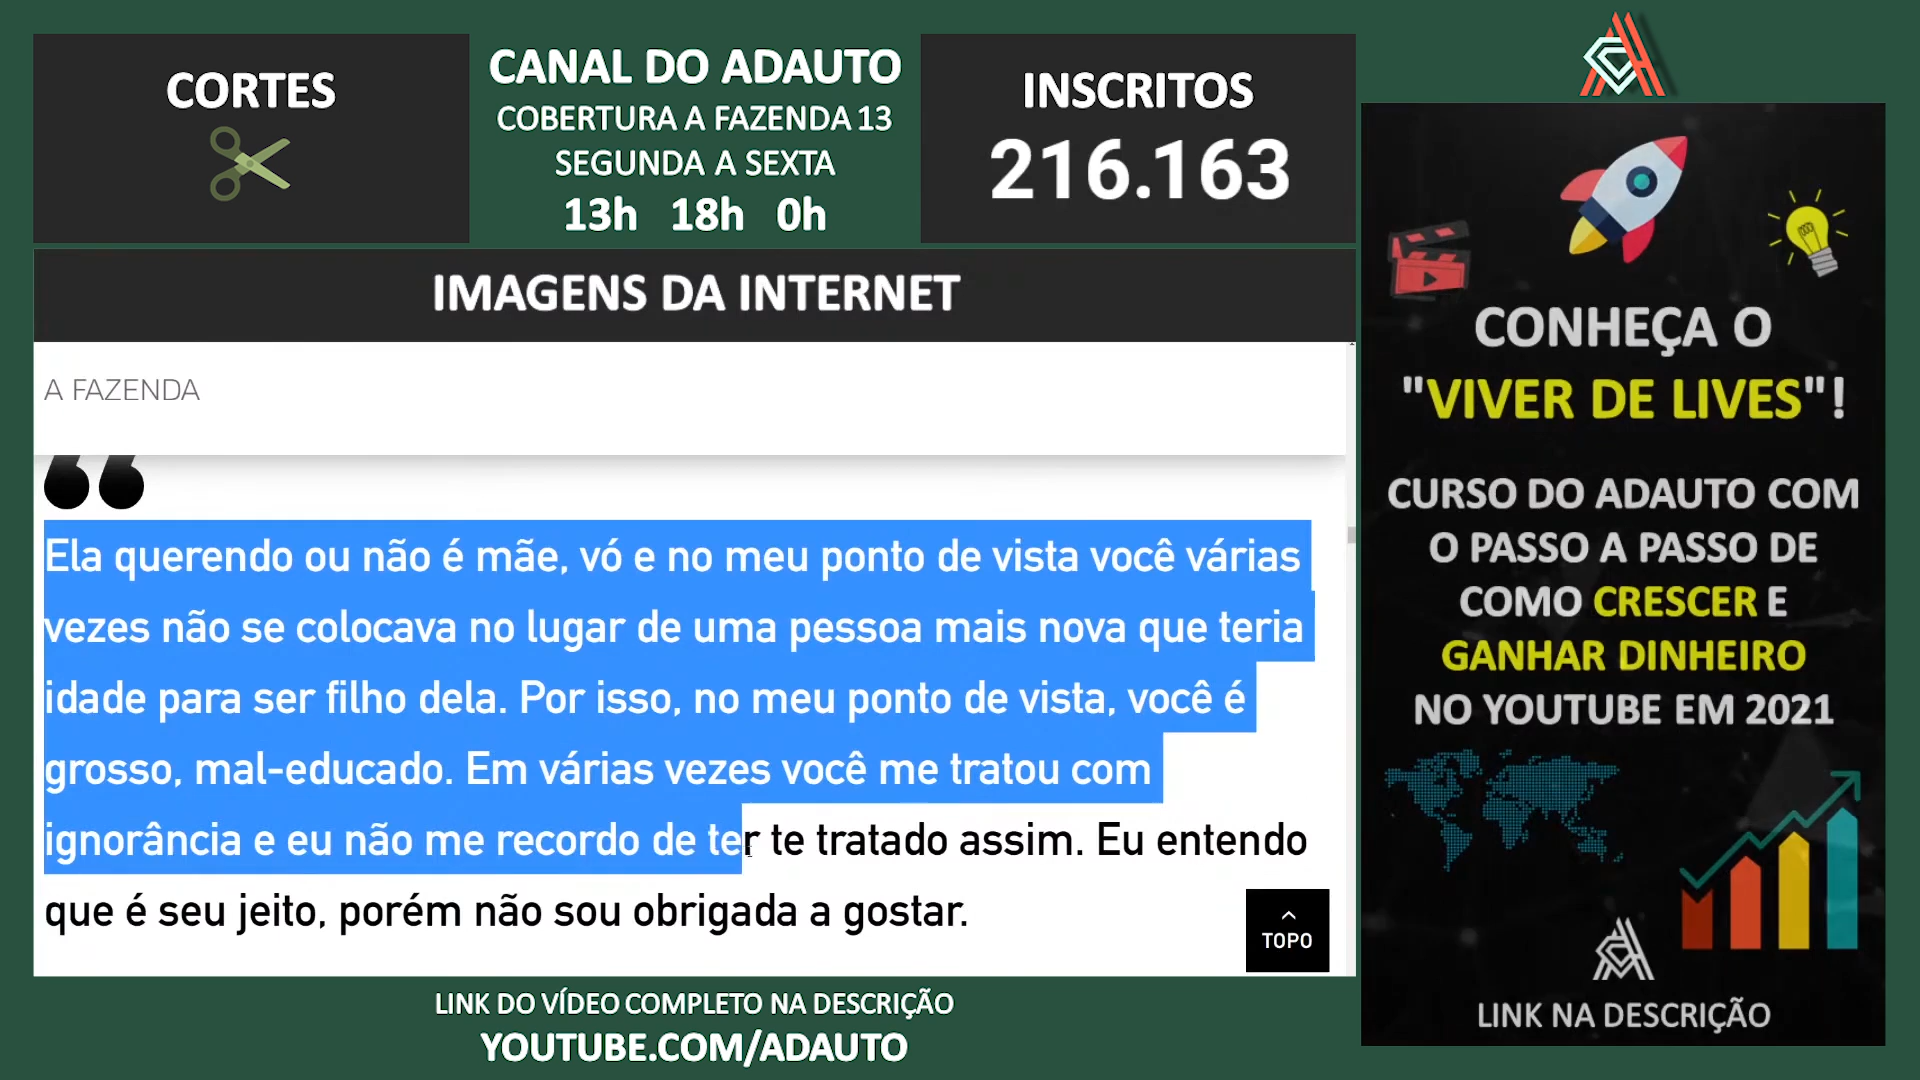 CORTES
CANAL DO ADAUTO
COBERTURA A FAZENDA 13
SEGUNDA A SEXTA
13h 18h 0h
INSCRITOS
216.163
IMAGENS DA INTERNET
A FAZENDA
“
Ela querendo ou não é mãe, vó e no meu ponto de vista você várias
vezes não se colocava no lugar de uma pessoa mais nova que teria
idade para ser filho dela. Por isso, no meu ponto de vista, você é
grosso, mal-educado. Em várias vezes você me tratou com
ignorância e eu não me recordo de ter te tratado assim. Eu entendo
que é seu jeito, porém não sou obrigada a gostar.
TOPO
LINK DO VÍDEO COMPLETO NA DESCRIÇÃO
YOUTUBE.COM/ADAUTO
CONHEÇA O
"VIVER DE LIVES"!
CURSO DO ADAUTO COM
O PASSO A PASSO DE
COMO CRESCER E
GANHAR DINHEIRO
NO YOUTUBE EM 2021
LINK NA DESCRIÇÃO